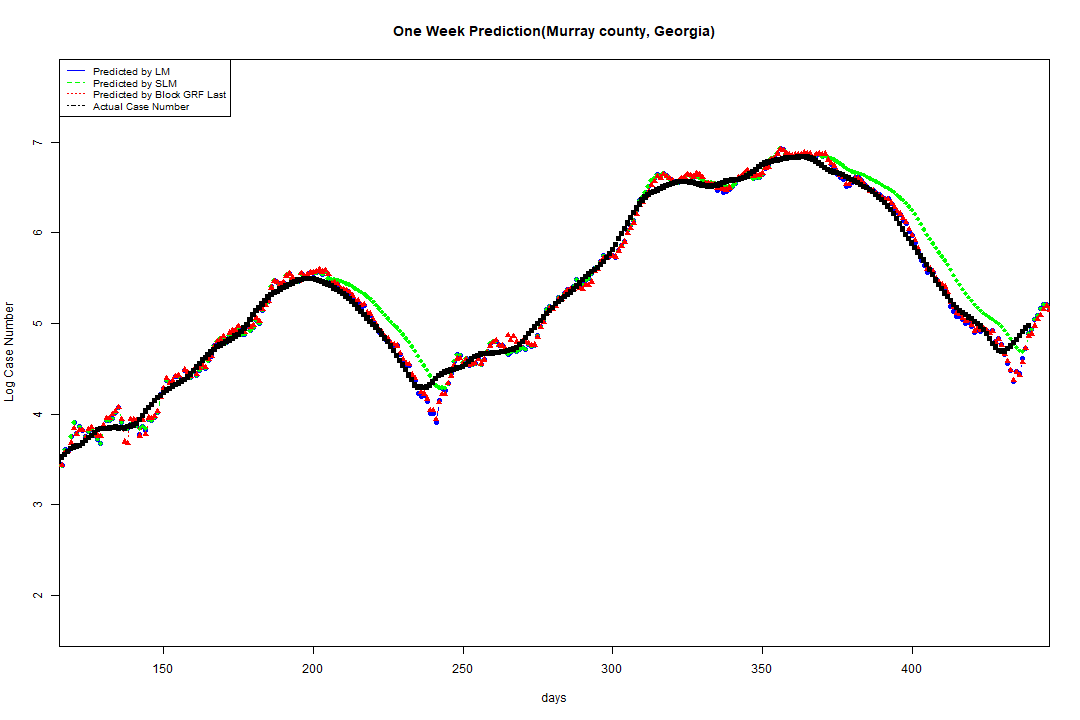 One Week Prediction(Murray county, Georgia)
Predicted by LM
Predicted by SLM
Predicted by Block GRF Last
Actual Case Number
7
6
5
4
3
2
Log Case Number
150 200 250 300 350 400
days